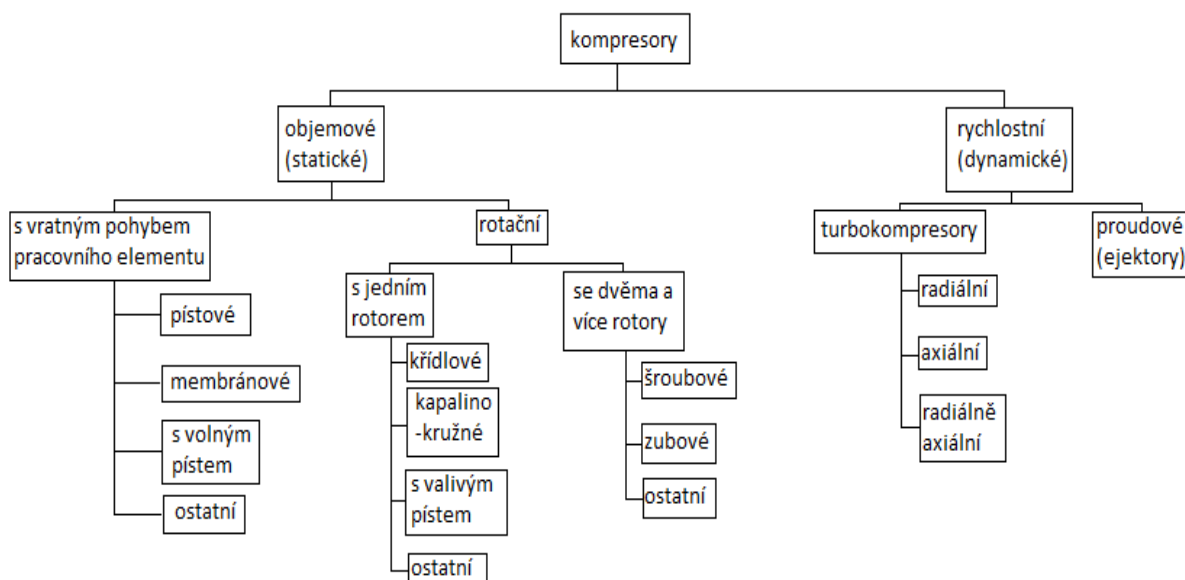 kompresory
objemové
(statické)
rychlostní
(dynamické)
s vratným pohybem
pracovního elementu
rotační
turbokompresory
proudové
(ejektory)
pístové
membránové
s volným
pístem
ostatní
s jedním
rotorem
křídlové
kapalino
-kružné
s valivým
pístem
ostatní
se dvěma a
více rotory
šroubové
zubové
ostatní
radiální
axiální
radiálně
axiální